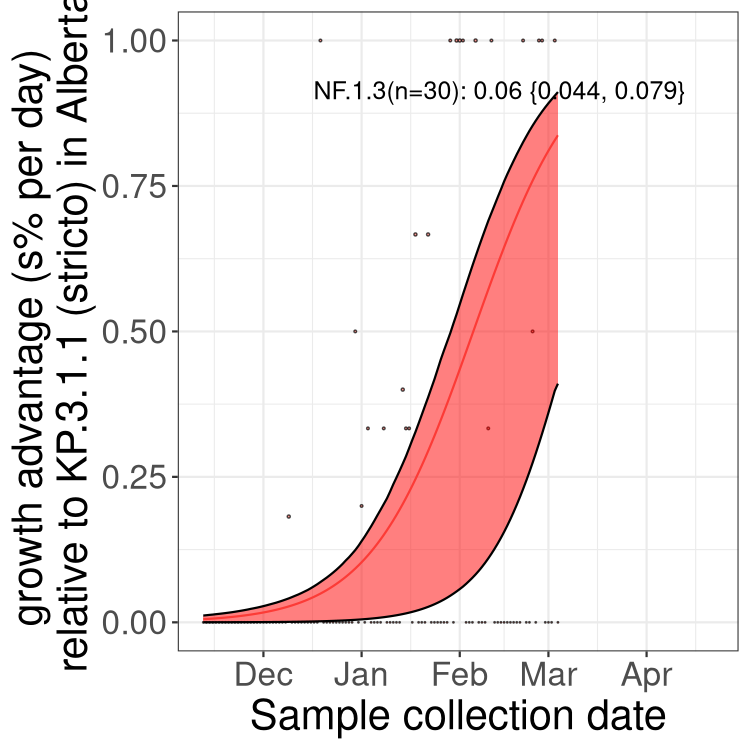 growth advantage (s% per day)
relative to KP.3.1.1 (stricto) in Alberta
1.00
0.75
0.50
0.25
0.00
NF.1.3(n=30): 0.06 {0.044, 0.079}
Dec Jan Feb Mar Apr
Sample collection date